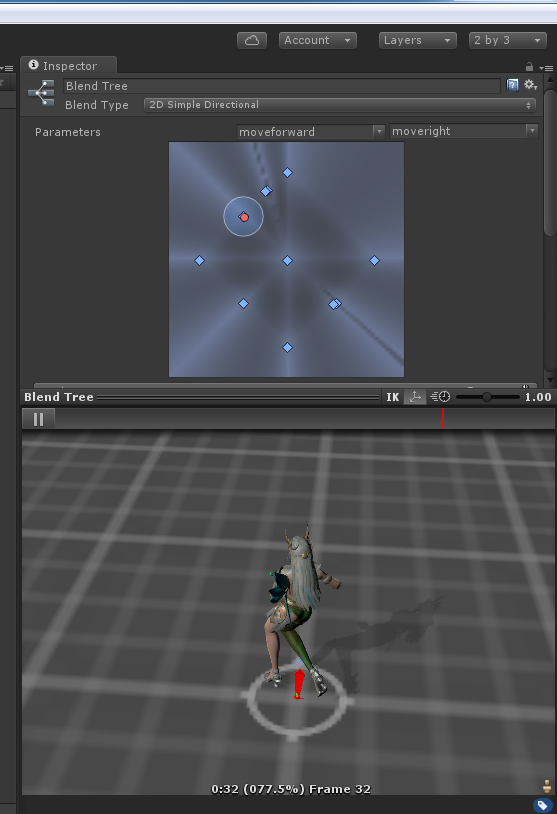 Account
Layers
2 by 3
Inspector
Blend Tree
Blend Type
2D Simple Directional
Parameters
moveforward
moveright
Blend Tree
IK
1.00
0:32 (077.5%) Frame 32